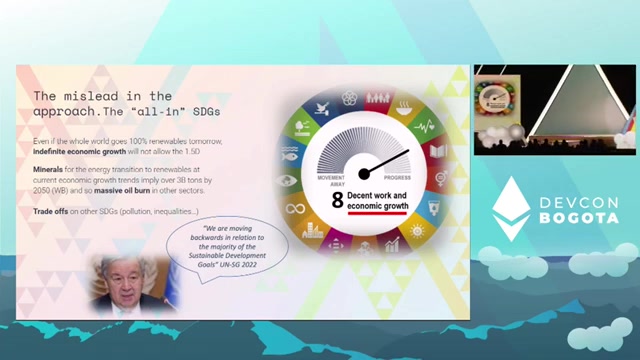 The mislead in the
approach.The “all-in” SDGs
Even if the whole world goes 100% renewables tomorrow,
indefinite economic growth will not allow the 1.5D
Minerals for the energy transition to renewables at
current economic growth trends imply over 3B tons by
2050 (WB) and so massive oil burn in other sectors.
Trade offs on other SDGs (pollution, inequalities...)
MOVEMENT
AWAY
PROGRESS
8 Decent work and
economic growth
"We are moving
backwards in relation to
the majority of the
Sustainable Development
Goals" UN-SG 2022
DEVCON
BOGOTA